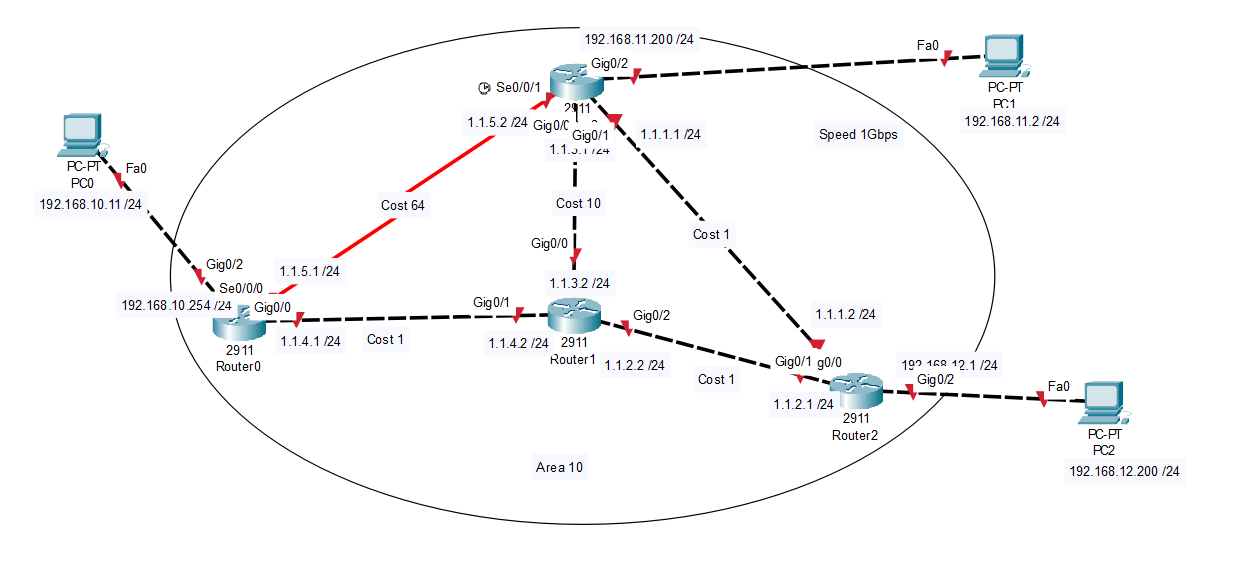 192.168.11.200 /24
Gig0/2
Fa0
PC-PT
PC1
192.168.11.2 /24
Se0/0/1
2911
1.1.5.2 /24
Gig0/0
Gig0/1
1.1.1.1 /24
Speed 1Gbps
PC-PT
PC0
Fa0
192.168.10.11 /24
Cost 64
Cost 10
Cost 1
Gig0/2
1.1.5.1 /24
Se0/0/0
192.168.10.254 /24
Gig0/0
2911
Router0
1.1.4.1 /24
Cost 1
Gig0/0
1.1.3.2 /24
Gig0/1
1.1.4.2 /24
Gig0/2
2911
Router1
1.1.2.2 /24
Cost 1
1.1.1.2 /24
Gig0/1
g0/0
192.168.12.1 /24
Gig0/2
1.1.2.1 /24
2911
Router2
Fa0
PC-PT
PC2
192.168.12.200 /24
Area 10